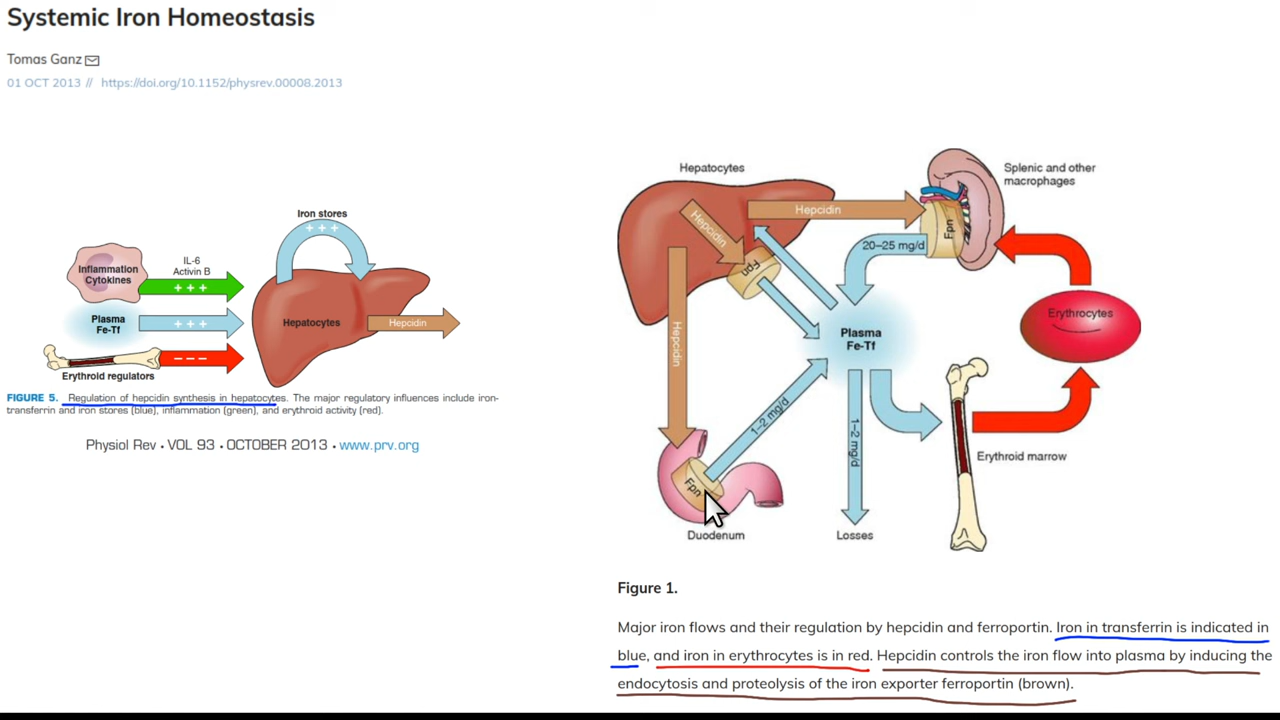 Systemic Iron Homeostasis
Tomas Ganz
01 OCT 2013 // https://doi.org/10.1152/physrev.00008.2013
Iron stores
+ + +
Inflammation
Cytokines
IL-6
Activin B
+ + +
Plasma
Fe-Tf
+ + +
Hepatocytes
Hepcidin
– – –
Erythroid regulators
FIGURE 5. Regulation of hepcidin synthesis in hepatocytes. The major regulatory influences include iron-
transferrin and iron stores (blue), inflammation (green), and erythroid activity (red).
Physiol Rev • VOL 93 • OCTOBER 2013 • www.prv.org
Hepatocytes
Splenic and other
macrophages
Hepcidin
Hepcidin
Fpn
20–25 mg/d
Fpn
Hepcidin
Plasma
Fe-Tf
Erythrocytes
1–2 mg/d
1–2 mg/d
Erythroid marrow
Fpn
Duodenum
Losses
Figure 1.
Major iron flows and their regulation by hepcidin and ferroportin. Iron in transferrin is indicated in
blue, and iron in erythrocytes is in red. Hepcidin controls the iron flow into plasma by inducing the
endocytosis and proteolysis of the iron exporter ferroportin (brown).